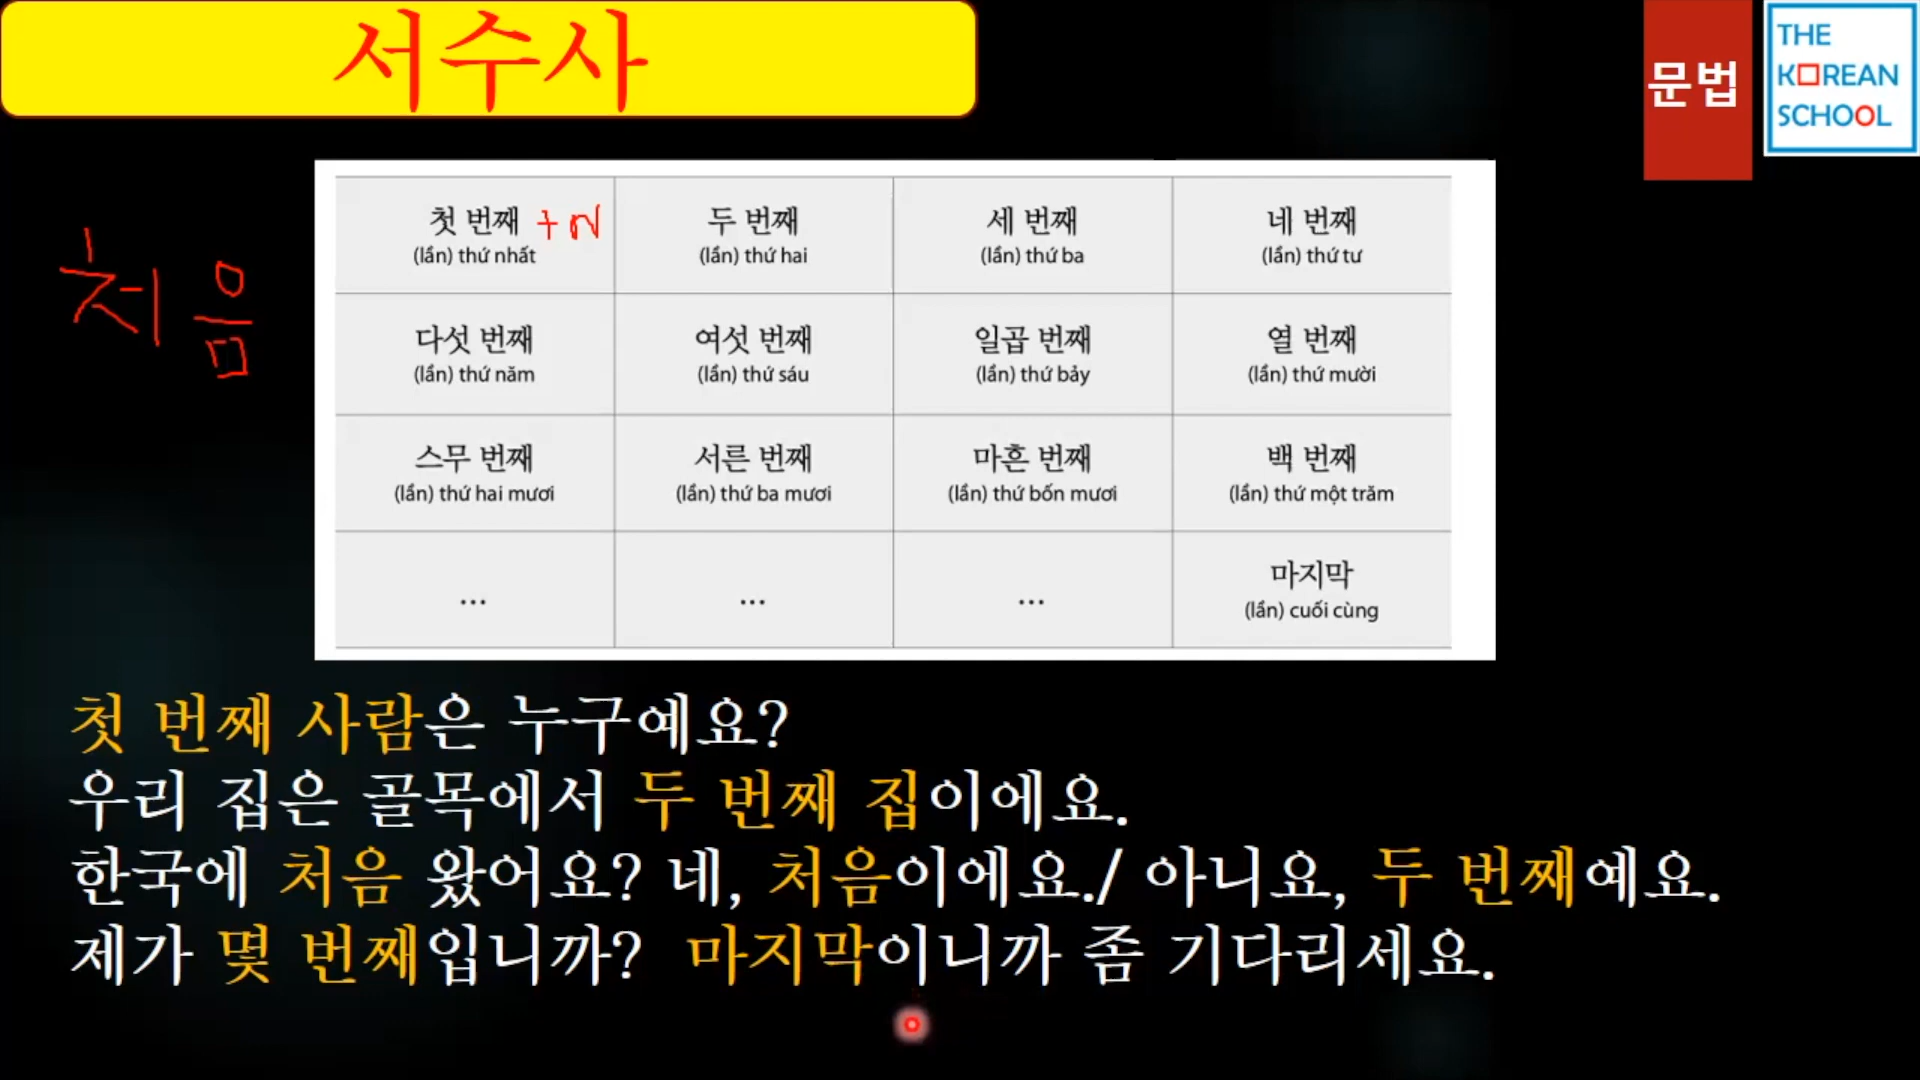 서수사
문법
THE
KOREAN
SCHOOL
처음
첫 번째 +N
(lần) thứ nhất
두 번째
(lần) thứ hai
세 번째
(lần) thứ ba
네 번째
(lần) thứ tư
다섯 번째
(lần) thứ năm
여섯 번째
(lần) thứ sáu
일곱 번째
(lần) thứ bảy
열 번째
(lần) thứ mười
스무 번째
(lần) thứ hai mươi
서른 번째
(lần) thứ ba mươi
마흔 번째
(lần) thứ bốn mươi
백 번째
(lần) thứ một trăm
...
...
...
마지막
(lần) cuối cùng
첫 번째 사람은 누구예요?
우리 집은 골목에서 두 번째 집이에요.
한국에 처음 왔어요? 네, 처음이에요./ 아니요, 두 번째예요.
제가 몇 번째입니까? 마지막이니까 좀 기다리세요.